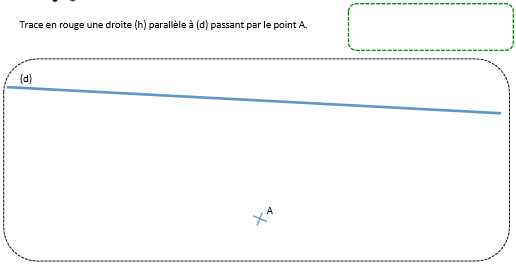 Trace en rouge une droite (h) parallèle à (d) passant par le point A.
(d)
A